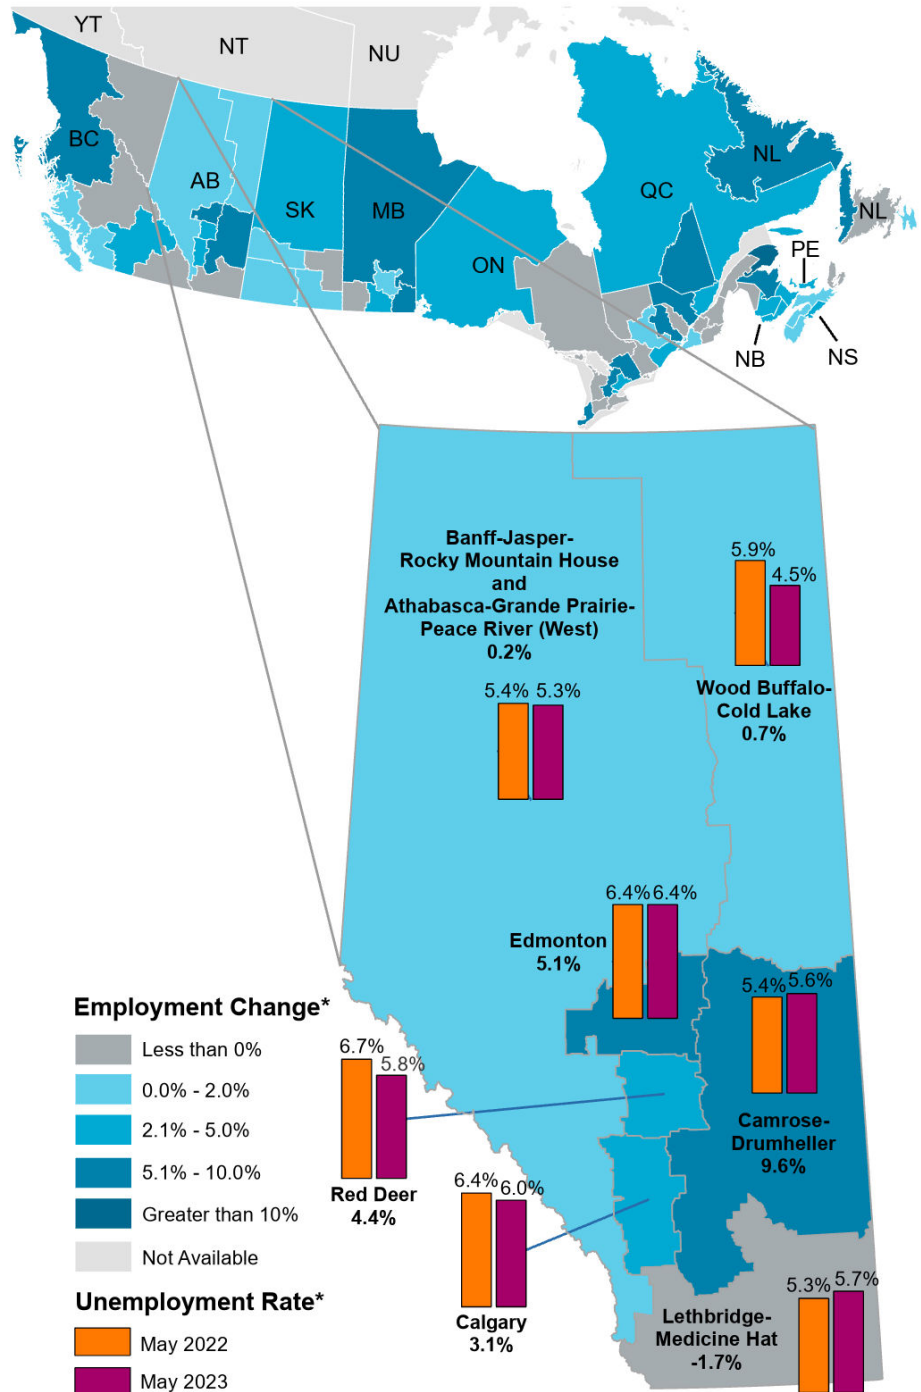 YT
NT
NU
BC
AB
SK
MB
ON
QC
NL
NL
PE
NB
NS
Banff-Jasper-
Rocky Mountain House
and
Athabasca-Grande Prairie-
Peace River (West)
0.2%
5.4% 5.3%
5.9%
4.5%
Wood Buffalo-
Cold Lake
0.7%
6.4% 6.4%
Edmonton
5.1%
5.4% 5.6%
Camrose-
Drumheller
9.6%
6.7%
5.8%
Red Deer
4.4%
6.4% 6.0%
Calgary
3.1%
5.3% 5.7%
Lethbridge-
Medicine Hat
-1.7%
Employment Change*
Less than 0%
0.0% - 2.0%
2.1% - 5.0%
5.1% - 10.0%
Greater than 10%
Not Available
Unemployment Rate*
May 2022
May 2023